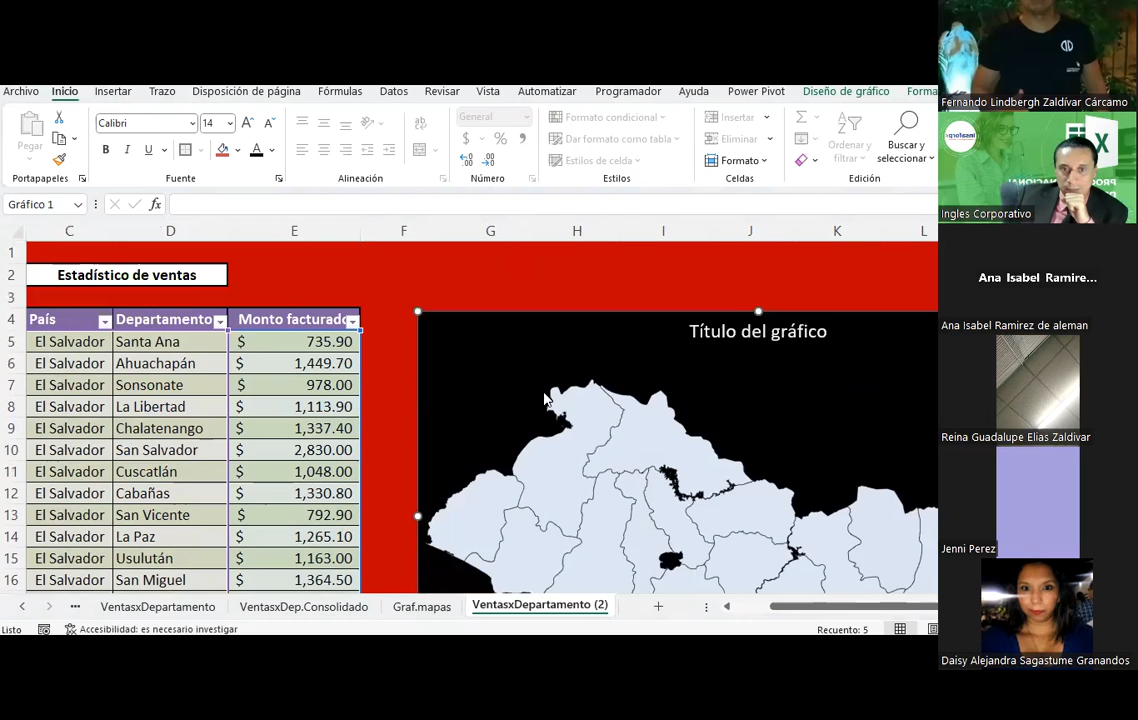 Archivo Inicio Insertar Trazo Disposición de página Fórmulas Datos Revisar Vista Automatizar Programador Ayuda Power Pivot Diseño de gráfico Forma
Pegar
Portapapeles
Calibri 14
N K S A A A
Fuente
Alineación
General
$ % 000
Número
Formato condicional
Dar formato como tabla
Estilos de celda
Estilos
Insertar
Eliminar
Formato
Celdas
Ordenar y filtrar
Buscar y seleccionar
Edición
Gráfico 1 fx
C D E F G H I J K L
1
2 Estadístico de ventas
3
4 País Departamento Monto facturado
5 El Salvador Santa Ana $ 735.90
6 El Salvador Ahuachapán $ 1,449.70
7 El Salvador Sonsonate $ 978.00
8 El Salvador La Libertad $ 1,113.90
9 El Salvador Chalatenango $ 1,337.40
10 El Salvador San Salvador $ 2,830.00
11 El Salvador Cuscatlán $ 1,048.00
12 El Salvador Cabañas $ 1,330.80
13 El Salvador San Vicente $ 792.90
14 El Salvador La Paz $ 1,265.10
15 El Salvador Usulután $ 1,163.00
16 El Salvador San Miguel $ 1,364.50
Título del gráfico
VentasxDepartamento VentasxDep.Consolidado Graf.mapas VentasxDepartamento (2)
Listo Accesibilidad: es necesario investigar Recuento: 5
Fernando Lindbergh Zaldívar Cárcamo
Ingles Corporativo
Ana Isabel Ramire...
Ana Isabel Ramirez de aleman
Reina Guadalupe Elias Zaldivar
Jenni Perez
Daisy Alejandra Sagastume Granandos